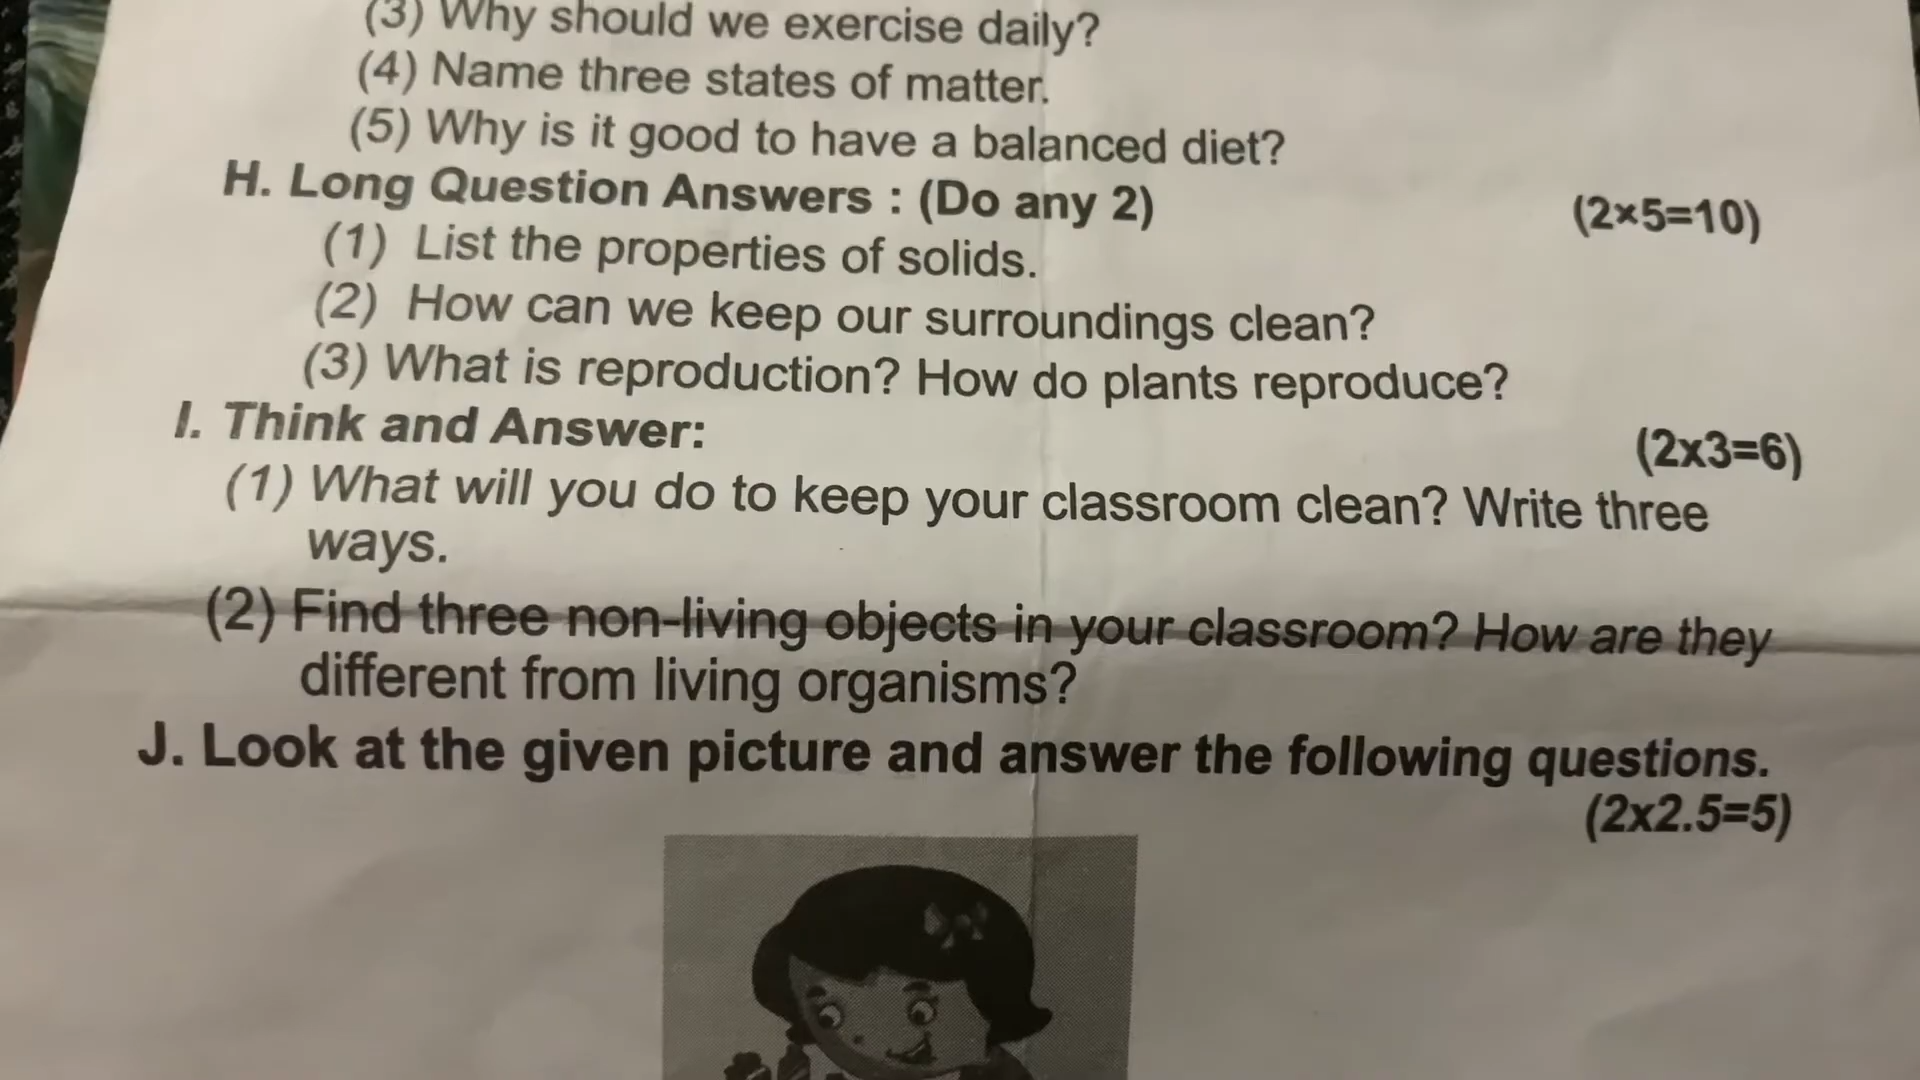 (3) Why should we exercise daily?
(4) Name three states of matter.
(5) Why is it good to have a balanced diet?
H. Long Question Answers : (Do any 2) (2×5=10)
(1) List the properties of solids.
(2) How can we keep our surroundings clean?
(3) What is reproduction? How do plants reproduce?
I. Think and Answer: (2x3=6)
(1) What will you do to keep your classroom clean? Write three
ways.
(2) Find three non-living objects in your classroom? How are they
different from living organisms?
J. Look at the given picture and answer the following questions.
(2x2.5=5)